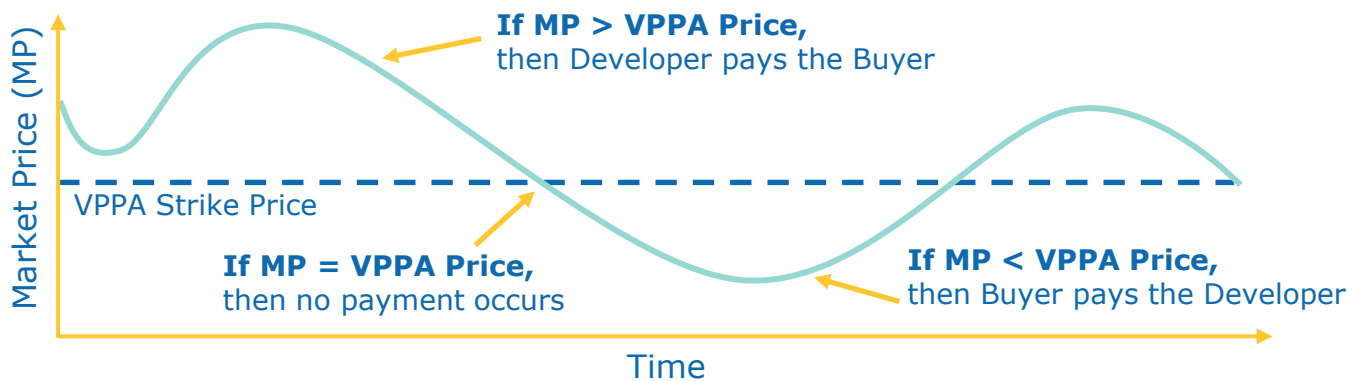 If MP > VPPA Price,
then Developer pays the Buyer
Market Price (MP)
VPPA Strike Price
If MP = VPPA Price,
then no payment occurs
If MP < VPPA Price,
then Buyer pays the Developer
Time